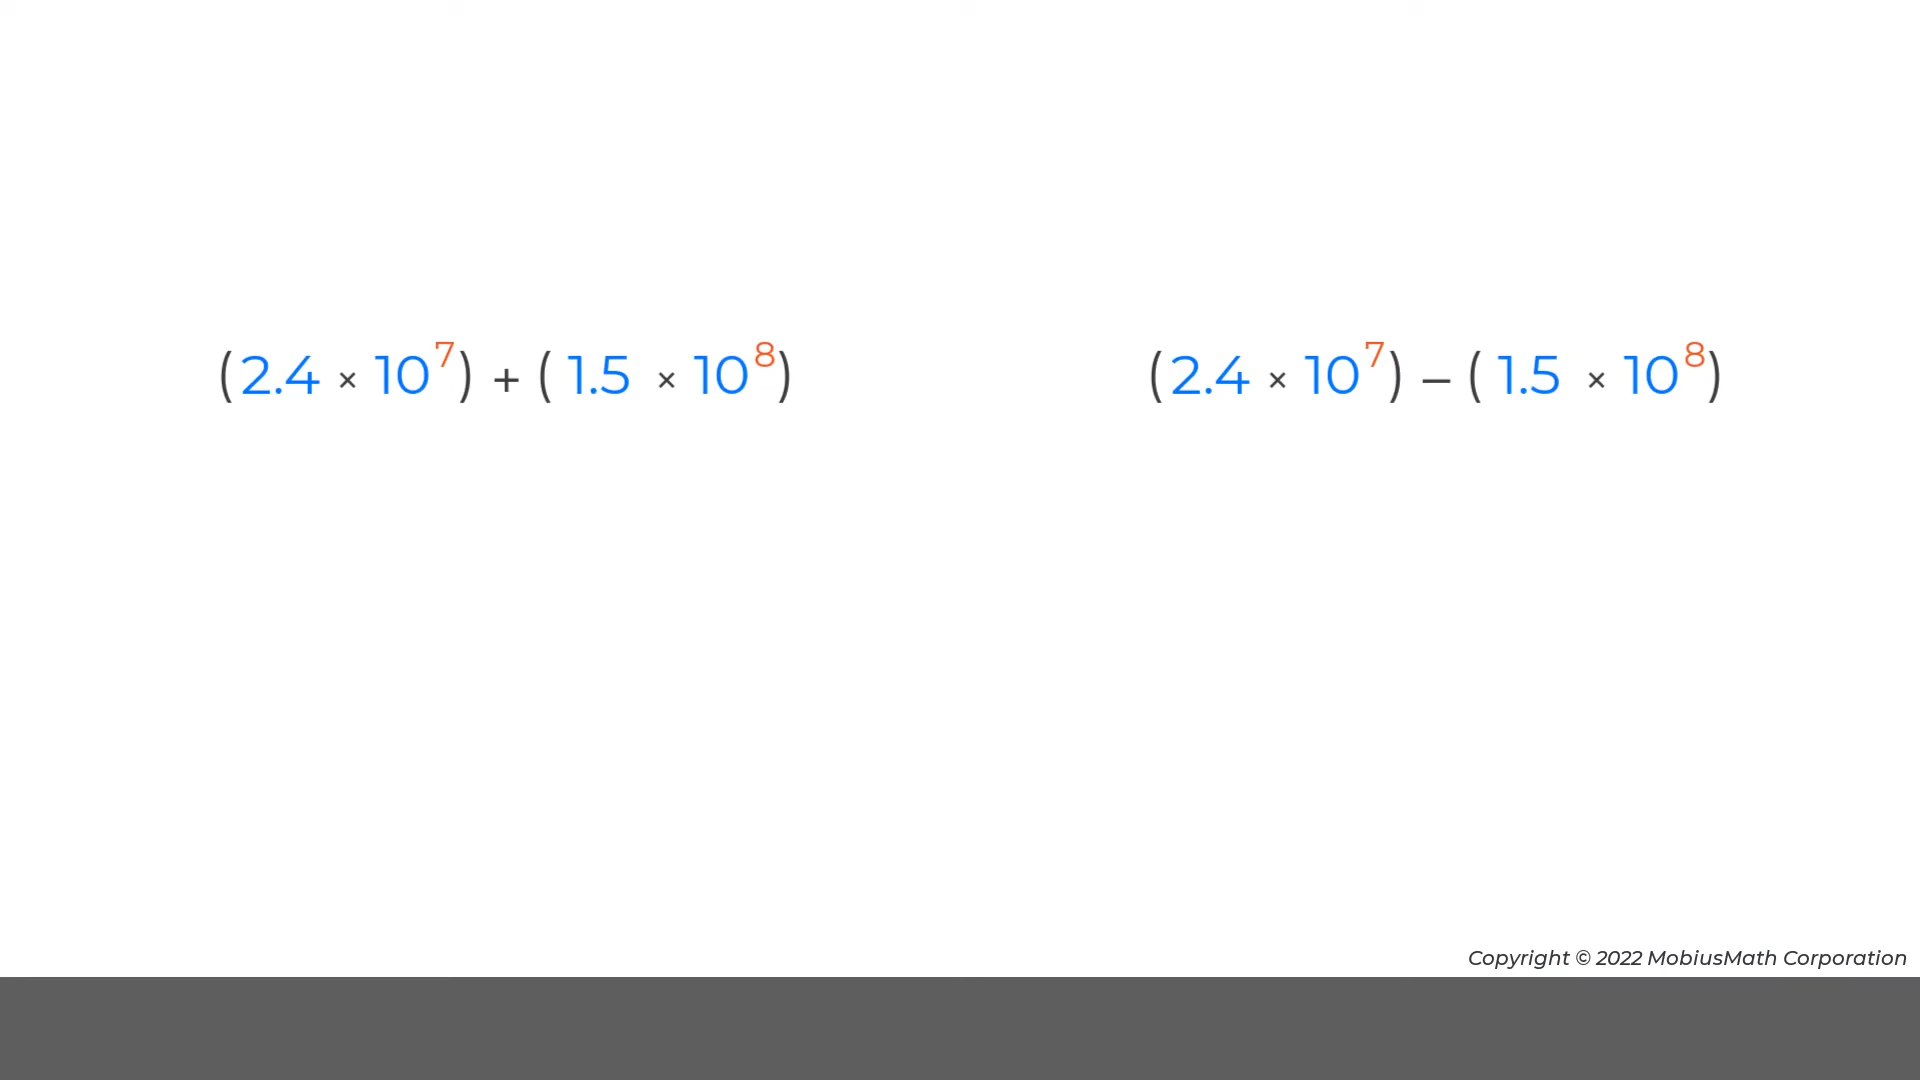 (2.4 × 10⁷) + ( 1.5 × 10⁸)
(2.4 × 10⁷) – ( 1.5 × 10⁸)
Copyright © 2022 MobiusMath Corporation